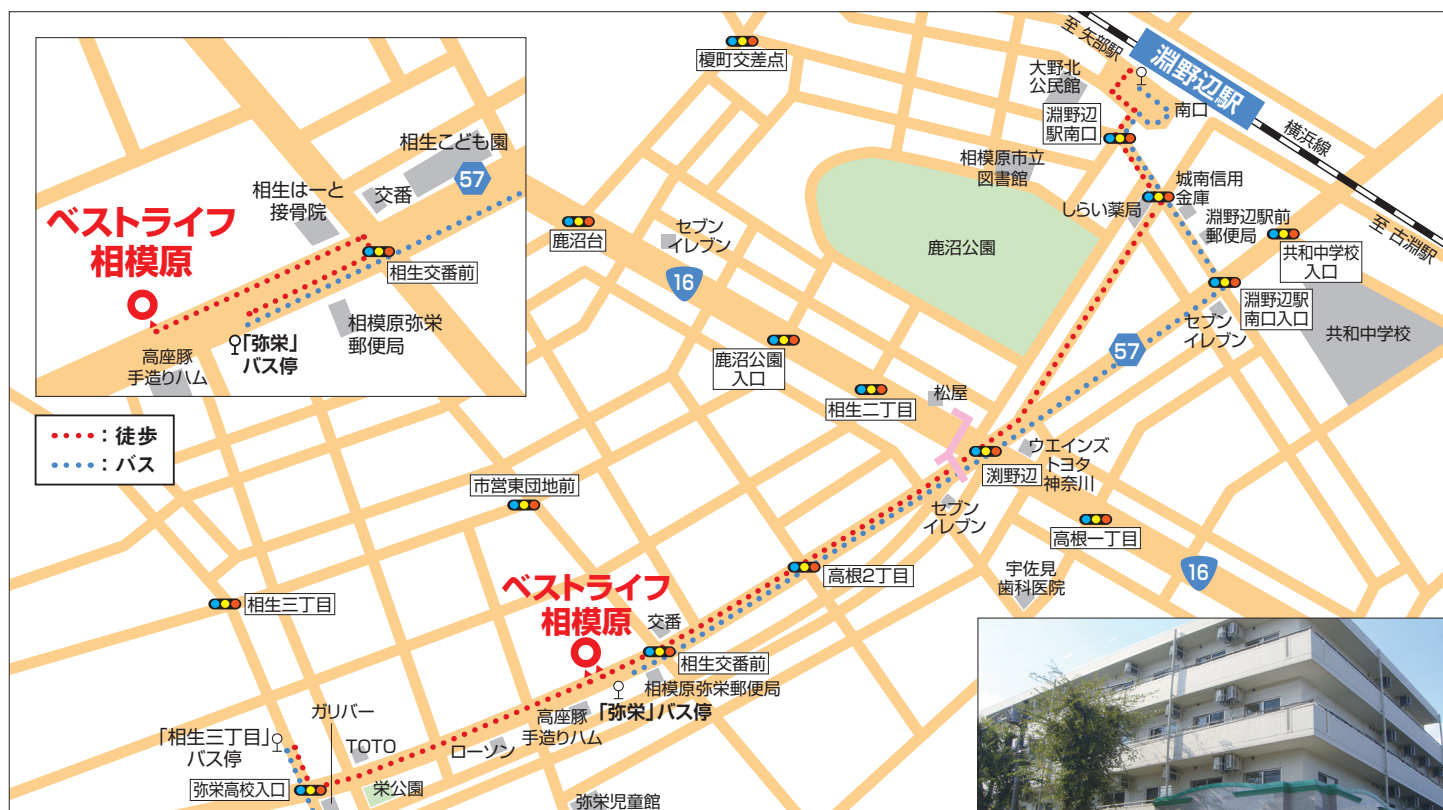 相生こども園
57
交番
相生はーと
接骨院
ベストライフ
相模原
相生交番前
「弥栄」
バス停
相模原弥栄
郵便局
高座豚
手造りハム
：徒歩
：バス
榎町交差点
至 矢部駅
淵野辺駅
大野北
公民館
南口
淵野辺
駅南口
横浜線
相模原市立
図書館
城南信用
金庫
しらい薬局
淵野辺駅前
郵便局
至 古淵駅
共和中学校
入口
鹿沼台
セブン
イレブン
鹿沼公園
16
淵野辺駅
南口入口
セブン
イレブン
共和中学校
57
鹿沼公園
入口
松屋
相生二丁目
ウエインズ
トヨタ
神奈川
渕野辺
市営東団地前
セブン
イレブン
高根一丁目
高根2丁目
宇佐見
歯科医院
16
相生三丁目
ベストライフ
相模原
交番
相生交番前
相模原弥栄郵便局
「弥栄」バス停
高座豚
手造りハム
ガリバー
「相生三丁目」
バス停
TOTO
ローソン
弥栄高校入口
栄公園
弥栄児童館